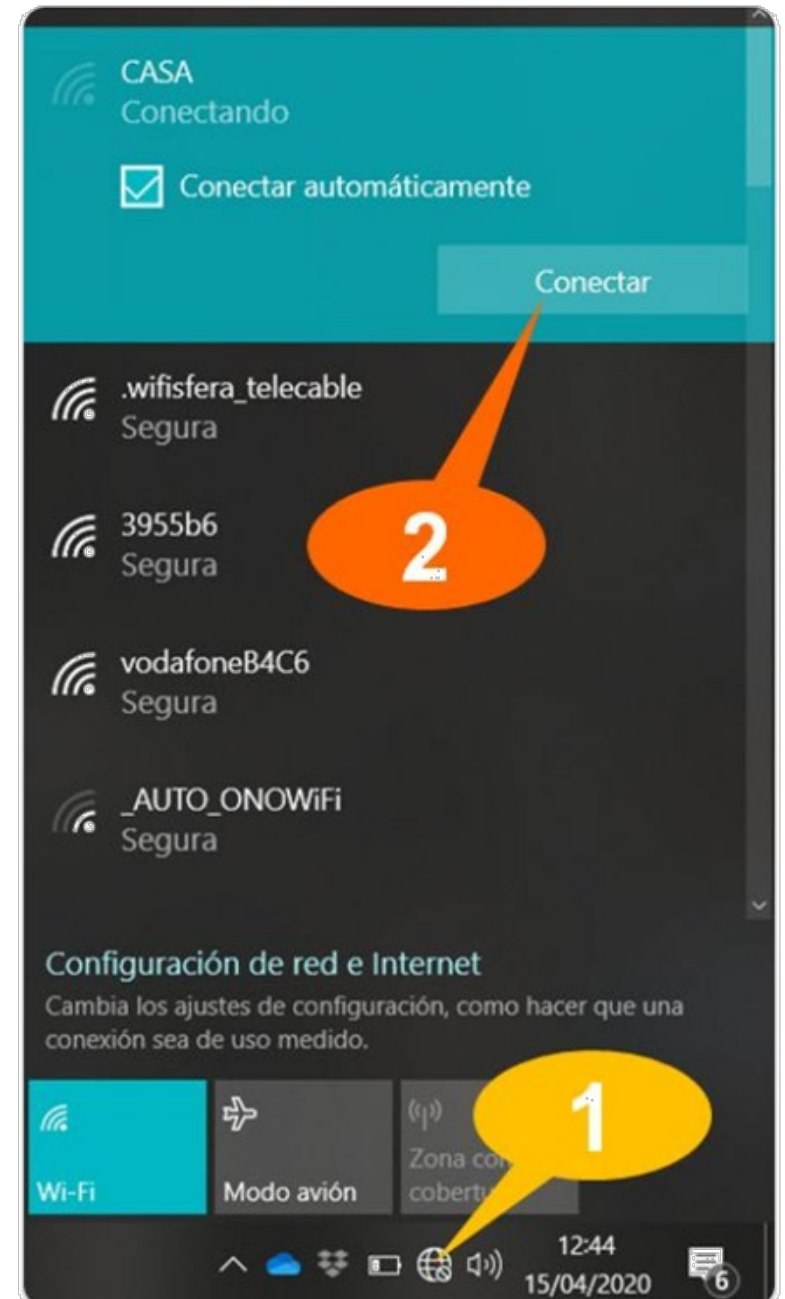 CASA
Conectando
Conectar automáticamente
Conectar
.wifisfera_telecable
Segura
2
3955b6
Segura
vodafoneB4C6
Segura
_AUTO_ONOWiFi
Segura
Configuración de red e Internet
Cambia los ajustes de configuración, como hacer que una
conexión sea de uso medido.
1
Zona
Wi-Fi
Modo avión
12:44
15/04/2020
6